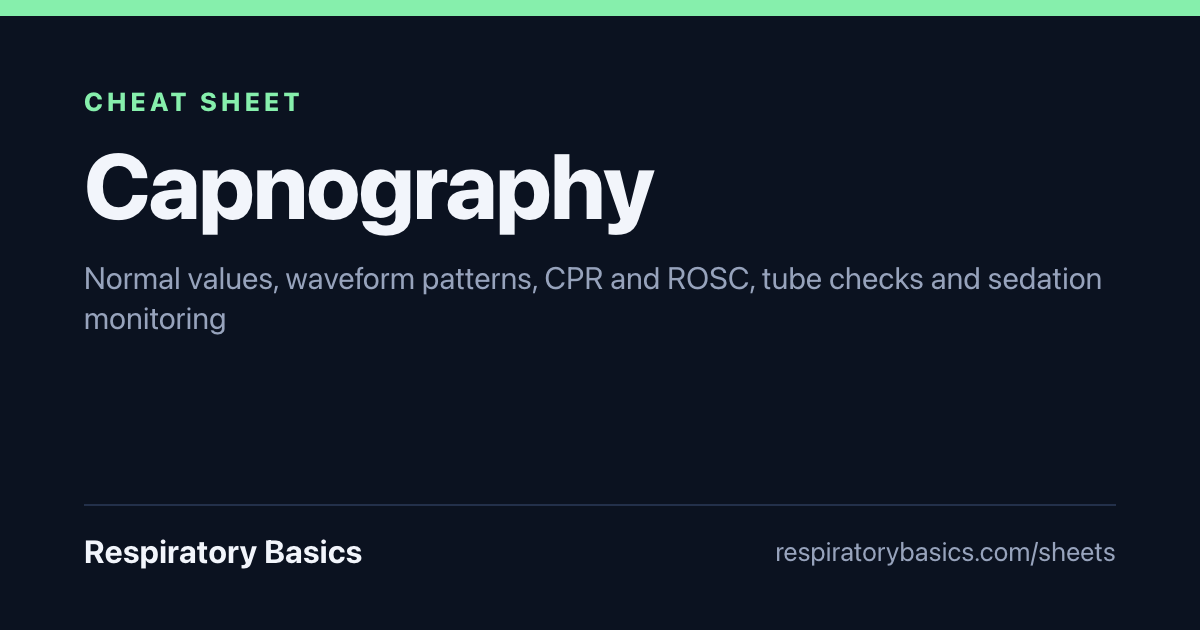 CHEAT SHEET
Capnography
Normal values, waveform patterns, CPR and ROSC, tube checks and sedation
monitoring
Respiratory Basics
respiratorybasics.com/sheets